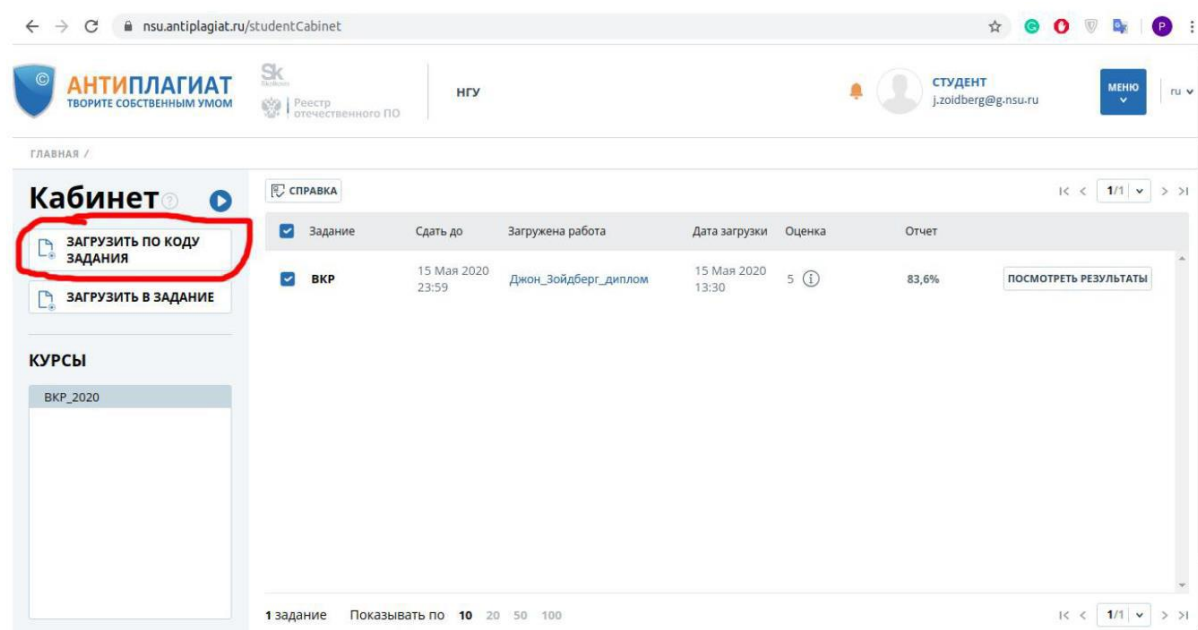 nsu.antiplagiat.ru/studentCabinet
P
©
АНТИПЛАГИАТ
ТВОРИТЕ СОБСТВЕННЫМ УМОМ
Sk
Реестр
отечественного ПО
НГУ
СТУДЕНТ
j.zoidberg@g.nsu.ru
МЕНЮ
ru
ГЛАВНАЯ /
Кабинет ?
ЗАГРУЗИТЬ ПО КОДУ
ЗАДАНИЯ
ЗАГРУЗИТЬ В ЗАДАНИЕ
КУРСЫ
ВКР_2020
СПРАВКА
|< < 1/1 > >|
Задание Сдать до Загружена работа Дата загрузки Оценка Отчет
ВКР 15 Мая 2020 Джон_Зойдберг_диплом 15 Мая 2020 5 i 83,6% ПОСМОТРЕТЬ РЕЗУЛЬТАТЫ
23:59 13:30
1 задание Показывать по 10 20 50 100
|< < 1/1 > >|